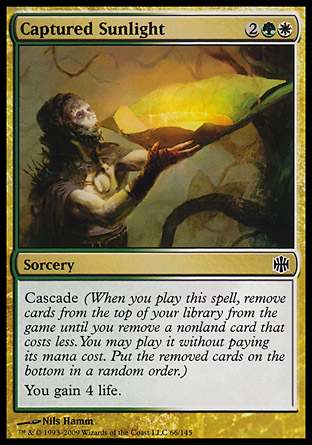 Captured Sunlight 2
Sorcery
Cascade (When you play this spell, remove
cards from the top of your library from the
game until you remove a nonland card that
costs less. You may play it without paying
its mana cost. Put the removed cards on the
bottom in a random order.)
You gain 4 life.
Nils Hamm
™ & © 1993-2009 Wizards of the Coast LLC 66/145